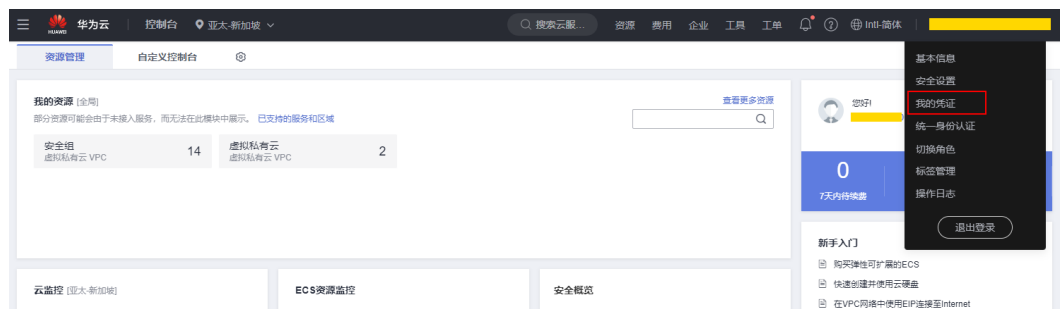 HUAWEI 华为云 控制台 亚太-新加坡 搜索云服... 资源 费用 企业 工具 工单 Intl-简体
资源管理 自定义控制台
基本信息
安全设置
我的凭证
统一身份认证
切换角色
标签管理
操作日志
退出登录
我的资源 [全局] 查看更多资源
部分资源可能会由于未接入服务，而无法在此模块中展示。 已支持的服务和区域
安全组 14 虚拟私有云 2
虚拟私有云 VPC 虚拟私有云 VPC
您好!
0
7天内待续费
新手入门
购买弹性可扩展的ECS
快速创建并使用云硬盘
在VPC网络中使用EIP连接至Internet
云监控 [亚太-新加坡] ECS资源监控 安全概览